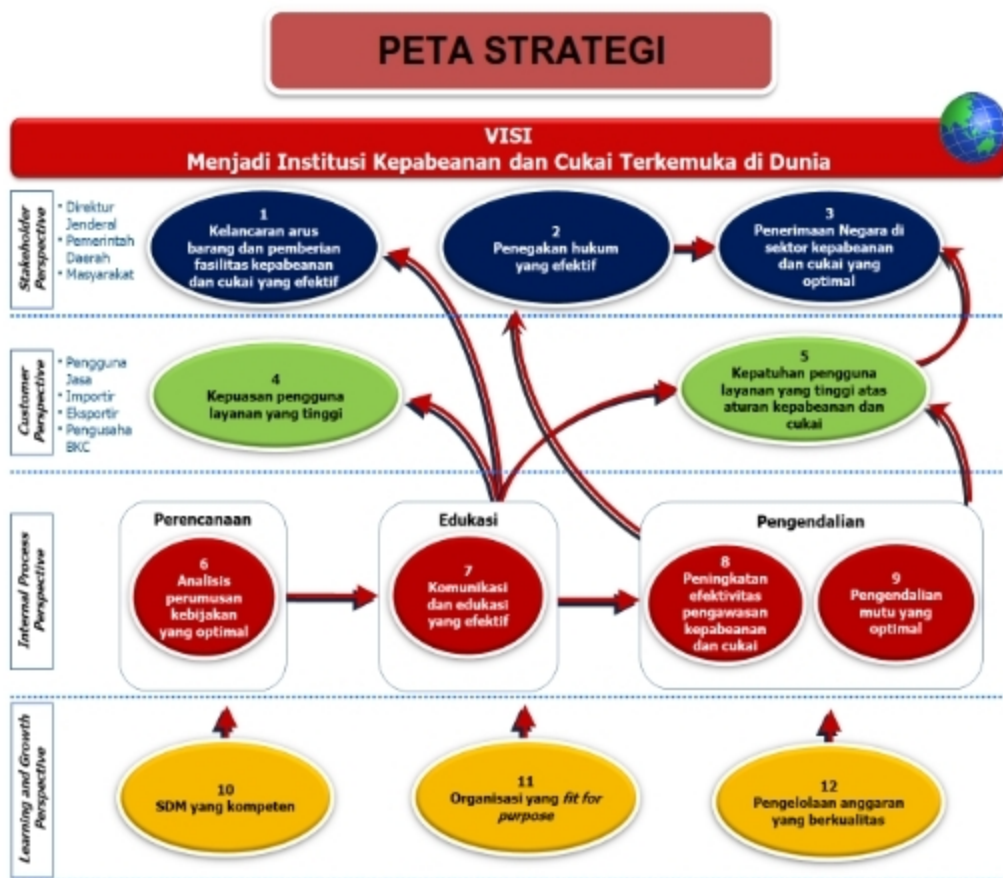 PETA STRATEGI
VISI
Menjadi Institusi Kepabeanan dan Cukai Terkemuka di Dunia
Stakeholder
Perspective
• Direktur
Jenderal
• Pemerintah
Daerah
• Masyarakat
1
Kelancaran arus
barang dan pemberian
fasilitas kepabeanan
dan cukai yang efektif
2
Penegakan hukum
yang efektif
3
Penerimaan Negara di
sektor kepabeanan
dan cukai yang
optimal
Customer
Perspective
• Pengguna
Jasa
• Importir
• Eksportir
• Pengusaha
BKC
4
Kepuasan pengguna
layanan yang tinggi
5
Kepatuhan pengguna
layanan yang tinggi atas
aturan kepabeanan dan
cukai
Internal Process
Perspective
Perencanaan
6
Analisis
perumusan
kebijakan
yang optimal
Edukasi
7
Komunikasi
dan edukasi
yang efektif
Pengendalian
8
Peningkatan
efektivitas
pengawasan
kepabeanan
dan cukai
9
Pengendalian
mutu yang
optimal
Learning and Growth
Perspective
10
SDM yang kompeten
11
Organisasi yang fit for
purpose
12
Pengelolaan anggaran
yang berkualitas